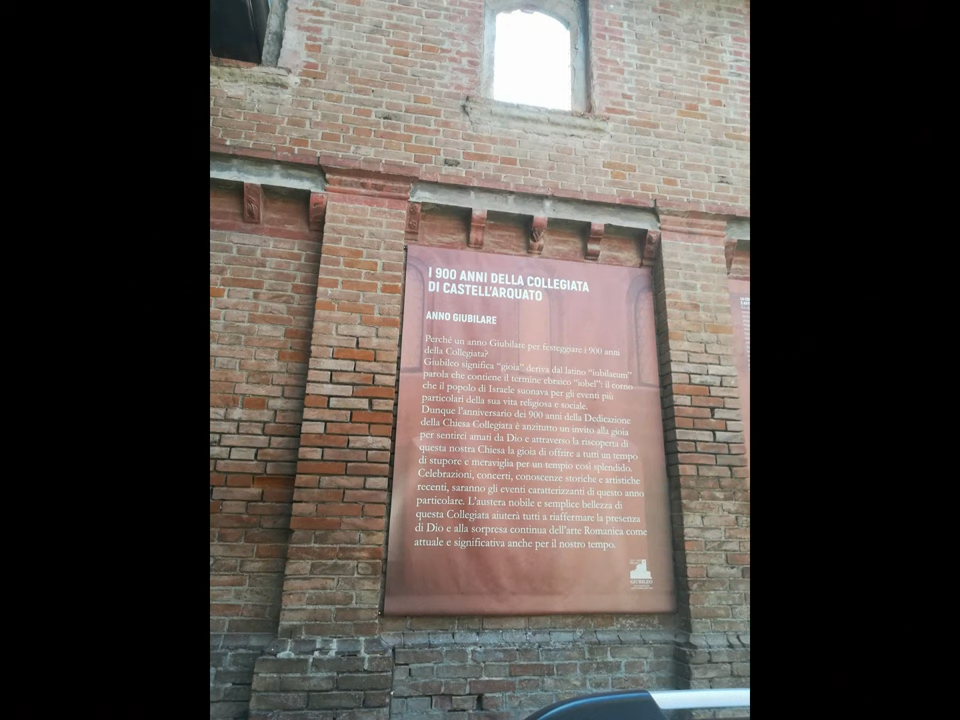 I 900 ANNI DELLA COLLEGIATA
DI CASTELL'ARQUATO
ANNO GIUBILARE
Perché un anno Giubilare per festeggiare i 900 anni
della Collegiata?
Giubileo significa "gioia" deriva dal latino "iubilaeum"
parola che contiene il termine ebraico "iobel": il corno
che il popolo di Israele suonava per gli eventi più
particolari della sua vita religiosa e sociale.
Dunque l'anniversario dei 900 anni della Dedicazione
della Chiesa Collegiata è anzitutto un invito alla gioia
per sentirci amati da Dio e attraverso la riscoperta di
questa nostra Chiesa la gioia di offrire a tutti un tempo
di stupore e meraviglia per un tempio così splendido.
Celebrazioni, concerti, conoscenze storiche e artistiche
recenti, saranno gli eventi caratterizzanti di questo anno
particolare. L'austera nobile e semplice bellezza di
questa Collegiata aiuterà tutti a riaffermare la presenza
di Dio e alla sorpresa continua dell'arte Romanica come
attuale e significativa anche per il nostro tempo.